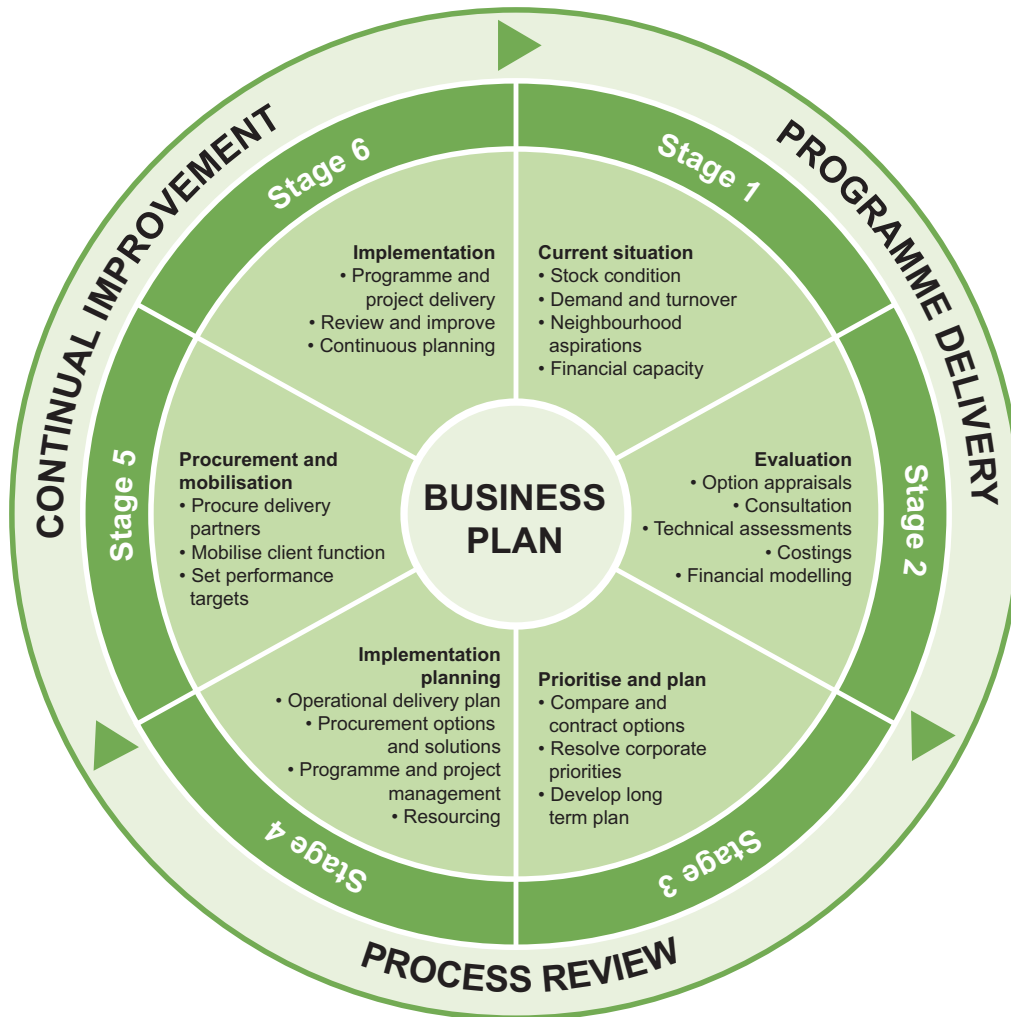 CONTINUAL IMPROVEMENT
PROGRAMME DELIVERY
PROCESS REVIEW
BUSINESS
PLAN
Stage 1
Current situation
• Stock condition
• Demand and turnover
• Neighbourhood
aspirations
• Financial capacity
Stage 2
Evaluation
• Option appraisals
• Consultation
• Technical assessments
• Costings
• Financial modelling
Stage 3
Prioritise and plan
• Compare and
contract options
• Resolve corporate
priorities
• Develop long
term plan
Stage 4
Implementation
planning
• Operational delivery plan
• Procurement options
and solutions
• Programme and project
management
• Resourcing
Stage 5
Procurement and
mobilisation
• Procure delivery
partners
• Mobilise client function
• Set performance
targets
Stage 6
Implementation
• Programme and
project delivery
• Review and improve
• Continuous planning